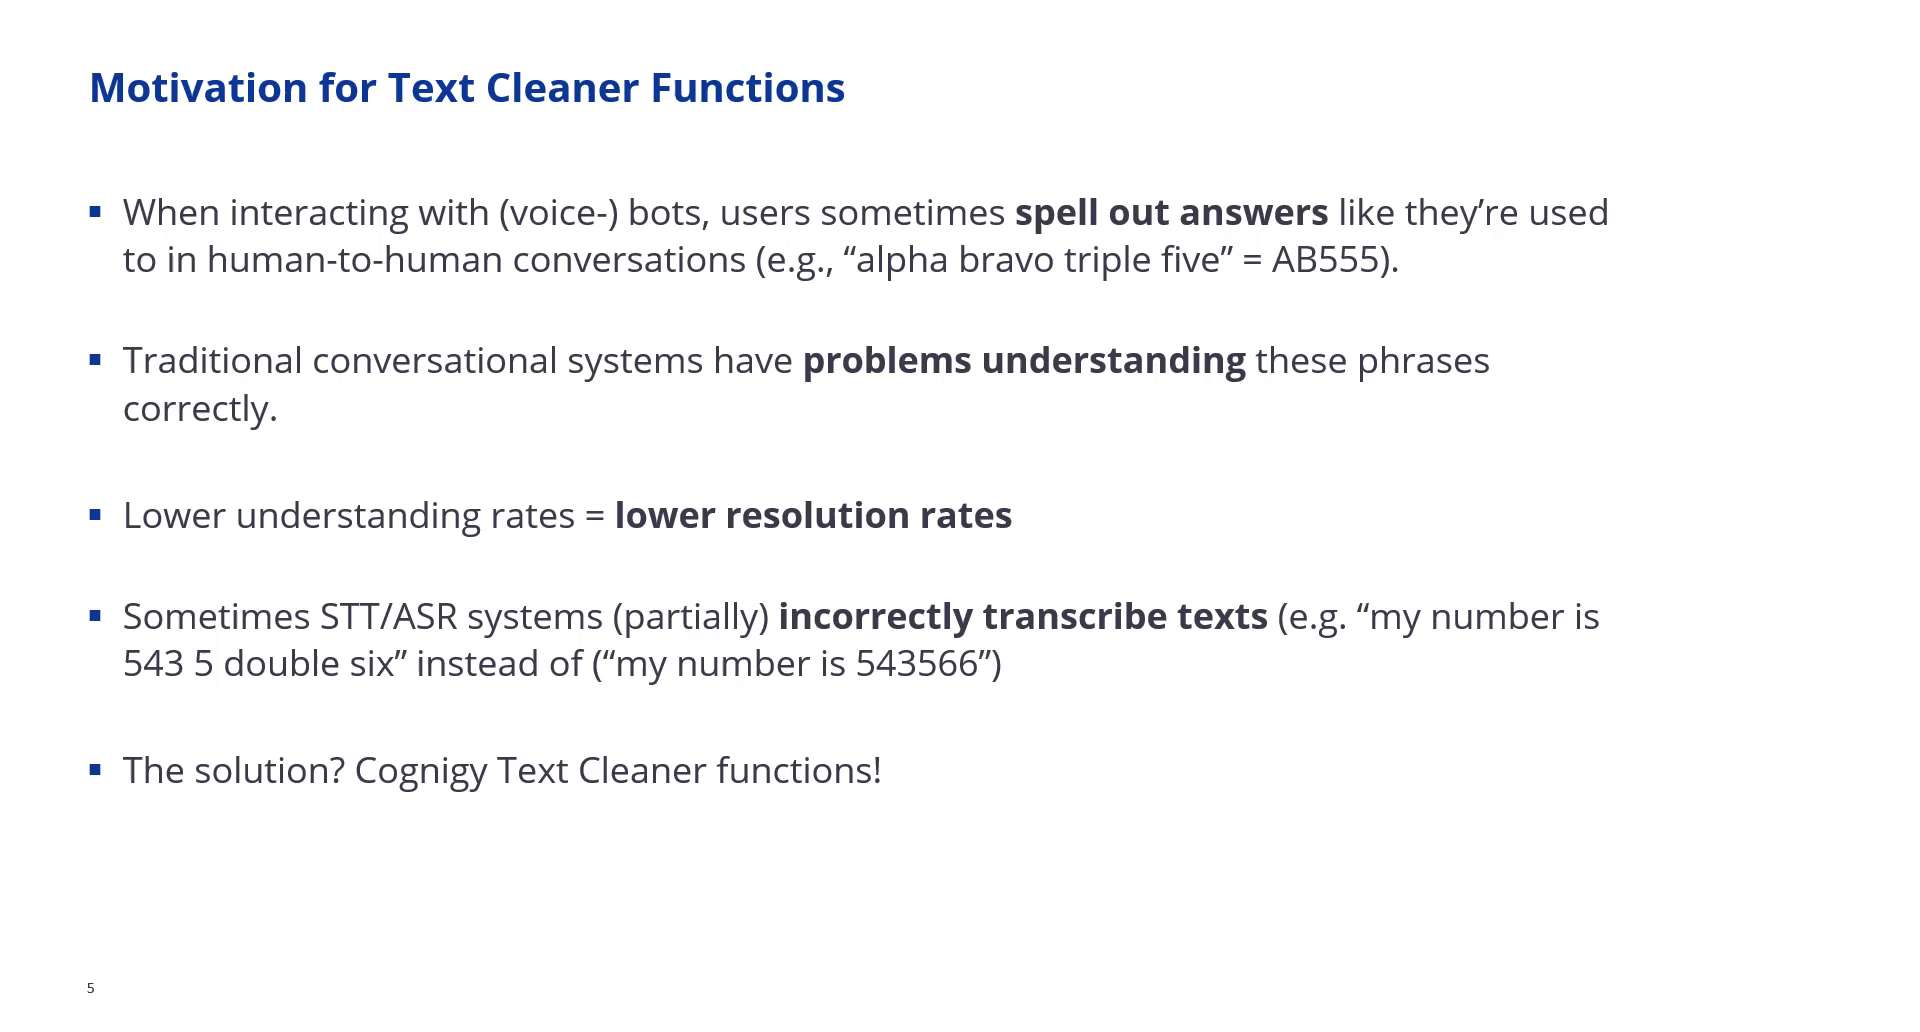 Motivation for Text Cleaner Functions
▪ When interacting with (voice-) bots, users sometimes spell out answers like they’re used
to in human-to-human conversations (e.g., “alpha bravo triple five” = AB555).
▪ Traditional conversational systems have problems understanding these phrases
correctly.
▪ Lower understanding rates = lower resolution rates
▪ Sometimes STT/ASR systems (partially) incorrectly transcribe texts (e.g. “my number is
543 5 double six” instead of (“my number is 543566”)
▪ The solution? Cognigy Text Cleaner functions!
5